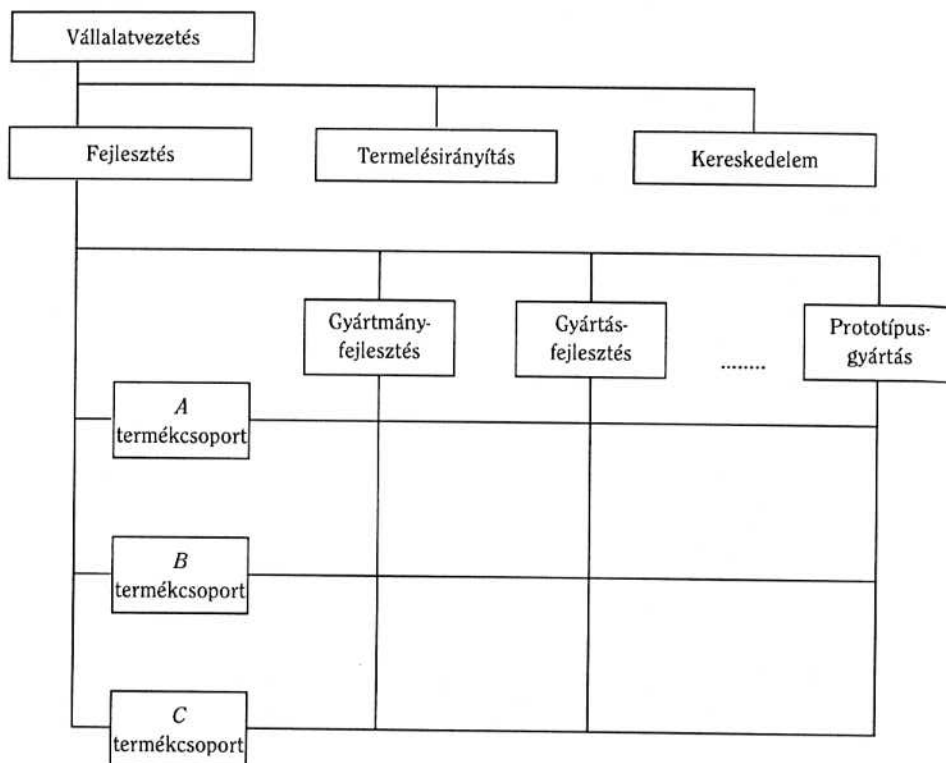 Vállalatvezetés
Fejlesztés
Termelésirányítás
Kereskedelem
Gyártmány-
fejlesztés
Gyártás-
fejlesztés
........
Prototípus-
gyártás
A
termékcsoport
B
termékcsoport
C
termékcsoport